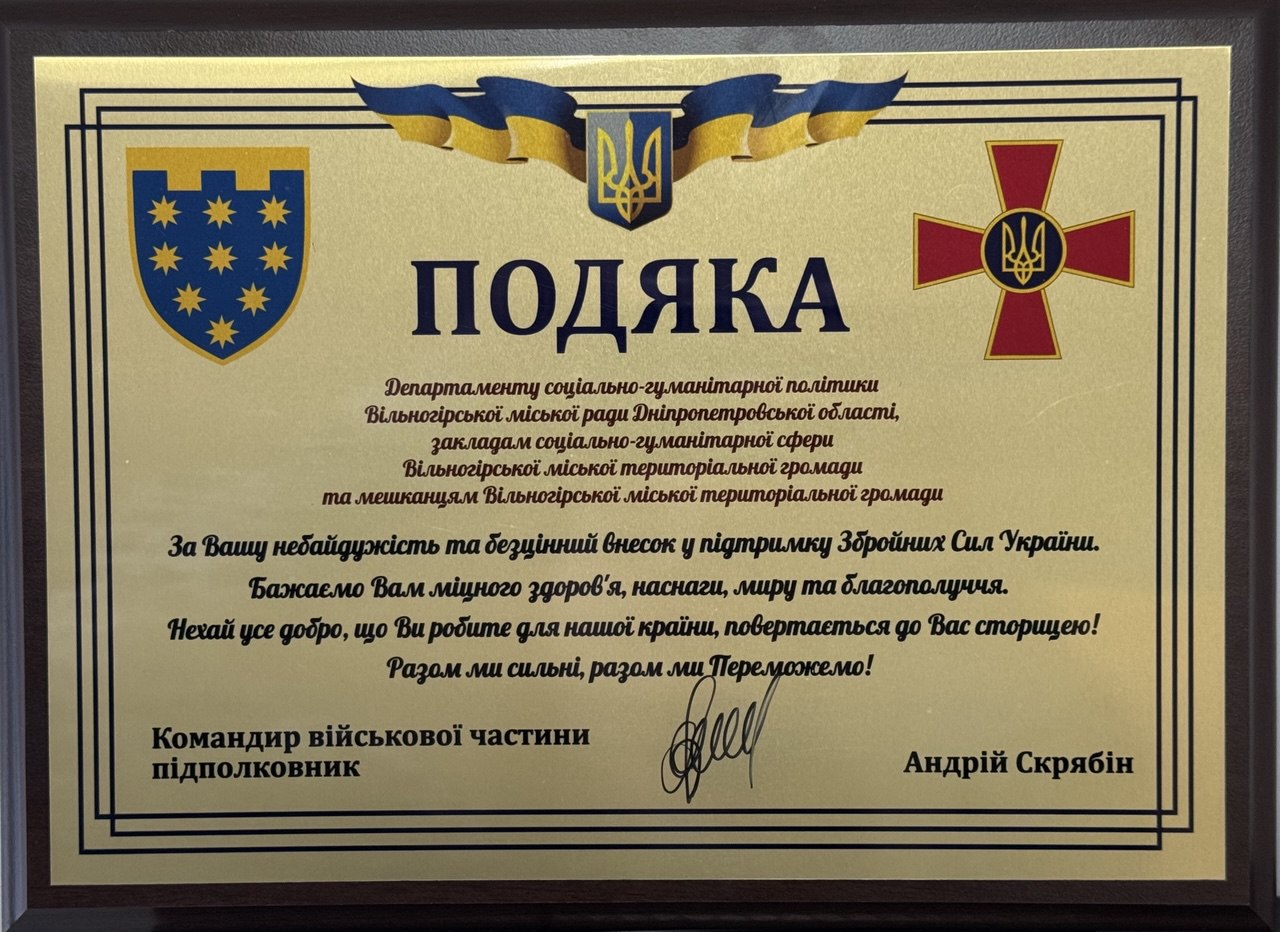 ПОДЯКА
Департаменту соціально-гуманітарної політики
Вільногірської міської ради Дніпропетровської області,
закладам соціально-гуманітарної сфери
Вільногірської міської територіальної громади
та мешканцям Вільногірської міської територіальної громади
За Вашу небайдужість та безцінний внесок у підтримку Збройних Сил України.
Бажаємо Вам міцного здоров'я, наснаги, миру та благополуччя.
Нехай усе добро, що Ви робите для нашої країни, повертається до Вас сторицею!
Разом ми сильні, разом ми Переможемо!
Командир військової частини
підполковник
Андрій Скрябін